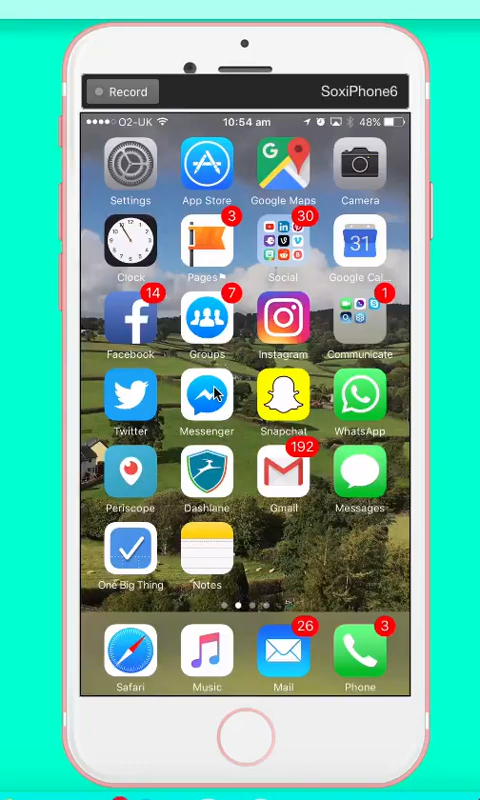 Record SoxiPhone6
O2-UK 10:54 am 48%
Settings App Store Google Maps Camera
G
3 30
31
Clock Pages Social Google Cal...
14 7 1
Facebook Groups Instagram Communicate
Twitter Messenger Snapchat WhatsApp
192
Periscope Dashlane Gmail Messages
One Big Thing Notes
26 3
Safari Music Mail Phone